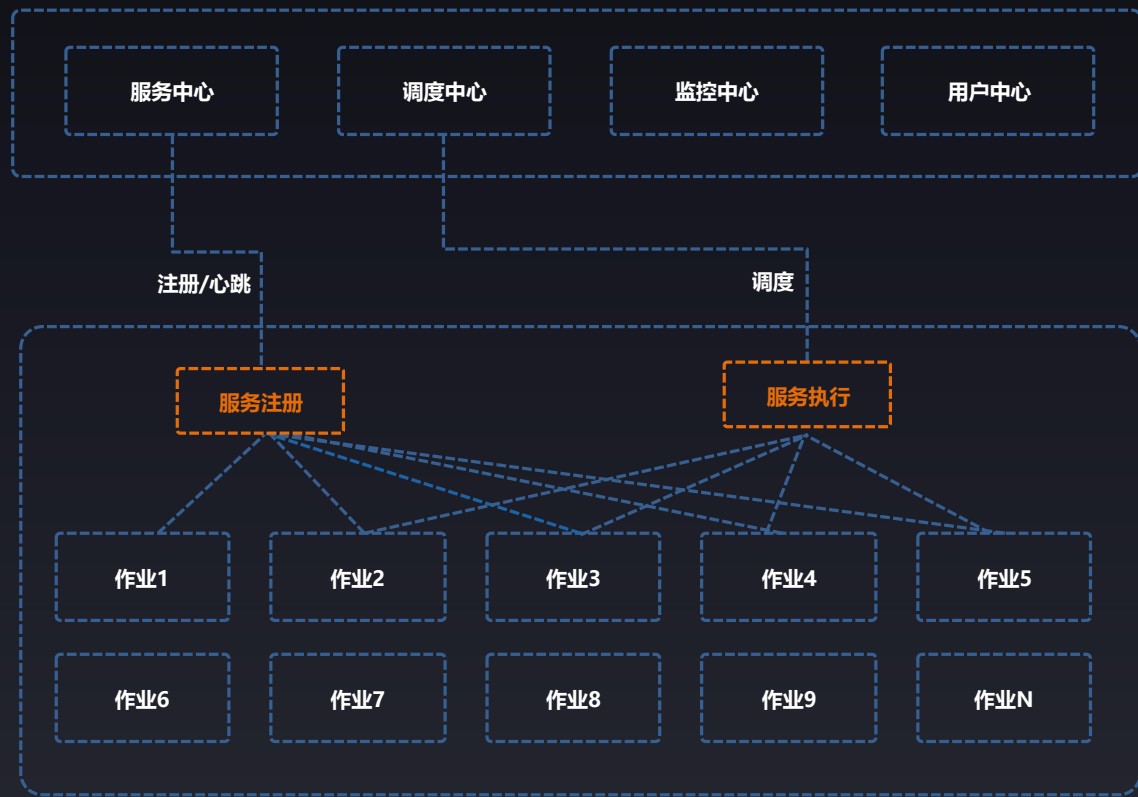 服务中心
调度中心
监控中心
用户中心
注册/心跳
调度
服务注册
服务执行
作业1
作业2
作业3
作业4
作业5
作业6
作业7
作业8
作业9
作业N